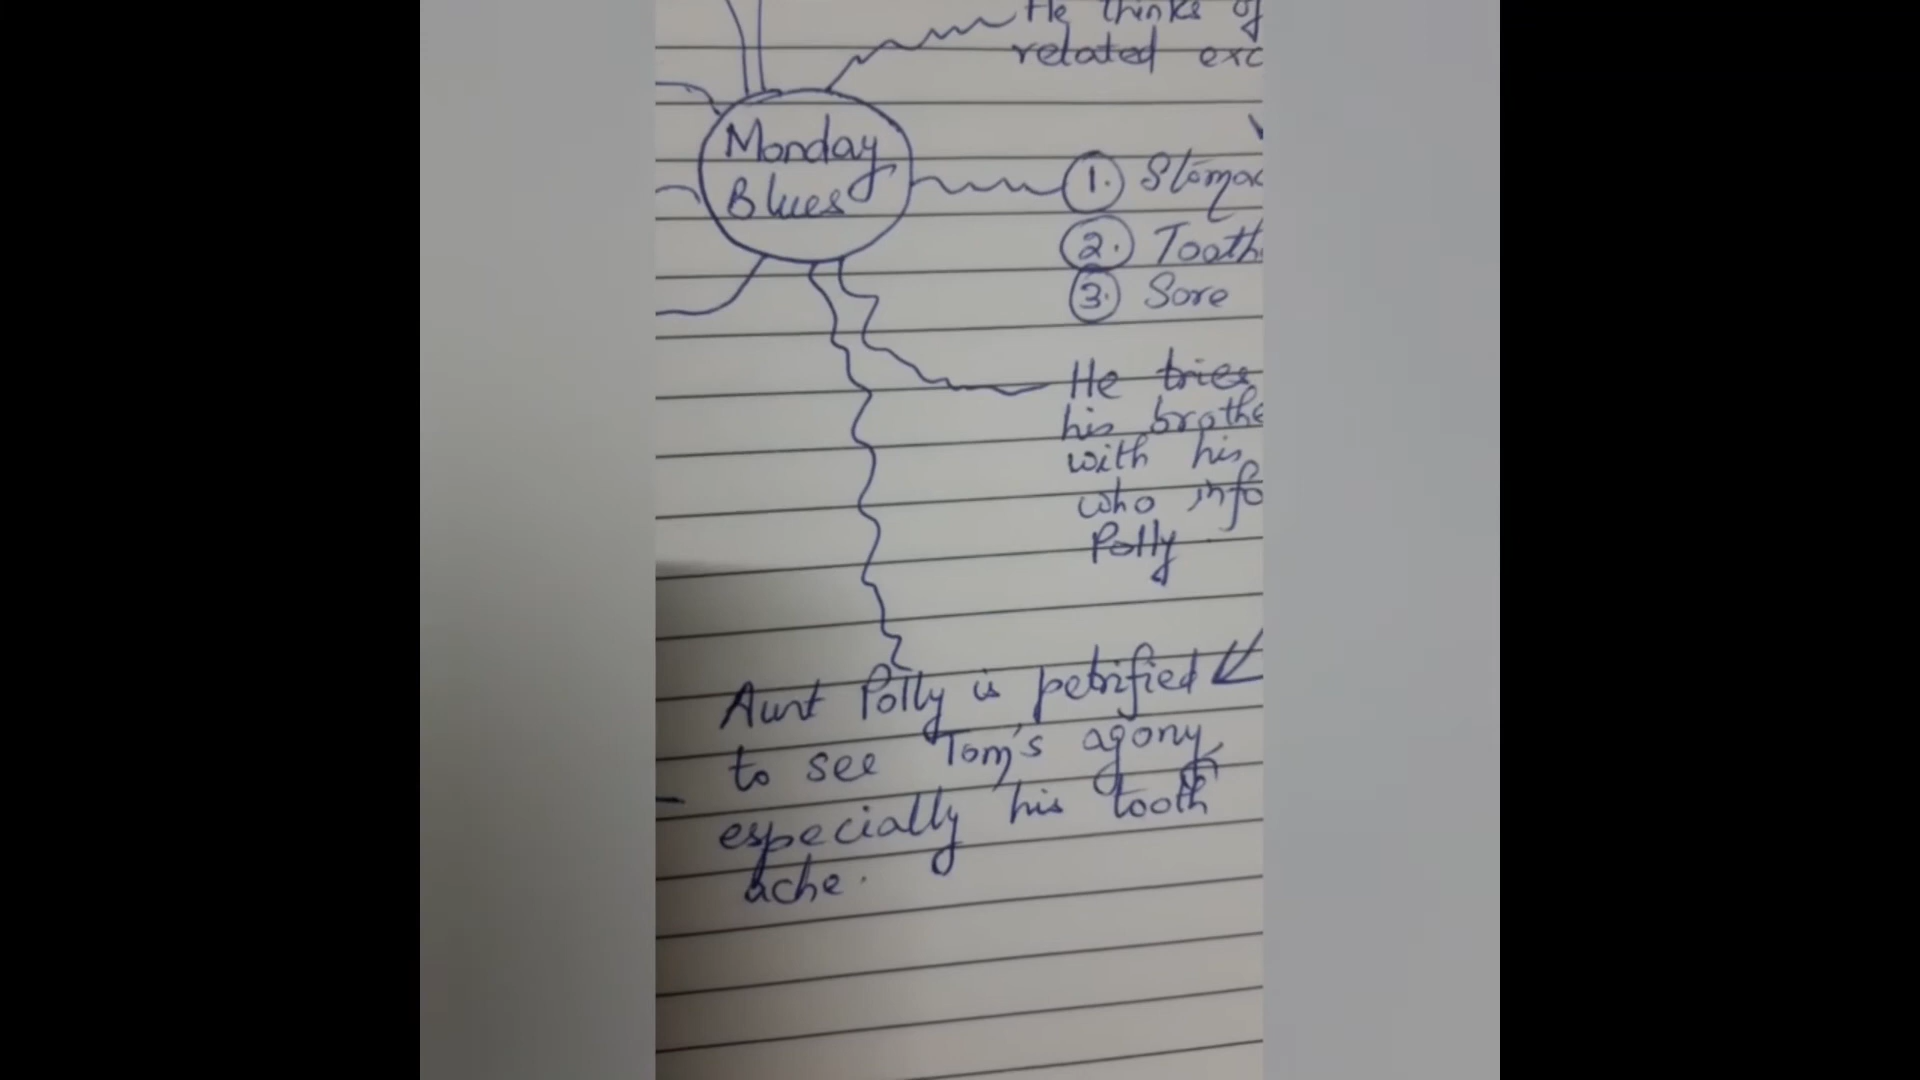 He thinks of
related exc
Monday
Blues
1. Stomac
2. Tooth
3. Sore
He tries
his brothe
with his
who info
Polly
Aunt Polly is petrified
to see Tom's agony,
especially his tooth
ache.